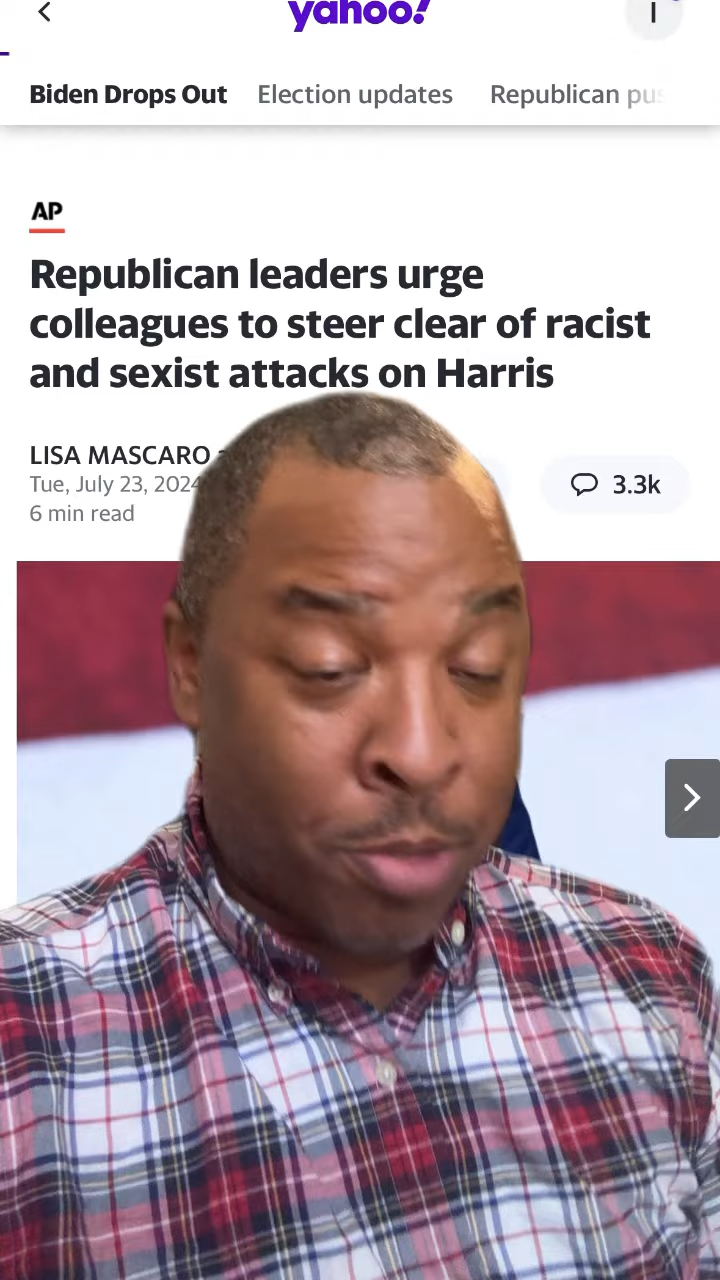 yahoo!
Biden Drops Out Election updates Republican
AP
Republican leaders urge
colleagues to steer clear of racist
and sexist attacks on Harris
LISA MASCARO
Tue, July 23, 2024
6 min read
3.3k